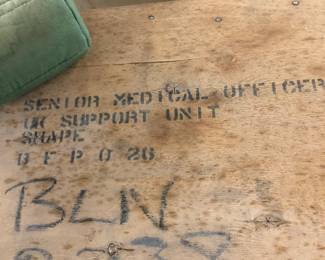 SENIOR MEDICAL OFFICER
UK SUPPORT UNIT
SHAPE
B F P O 26
BLN